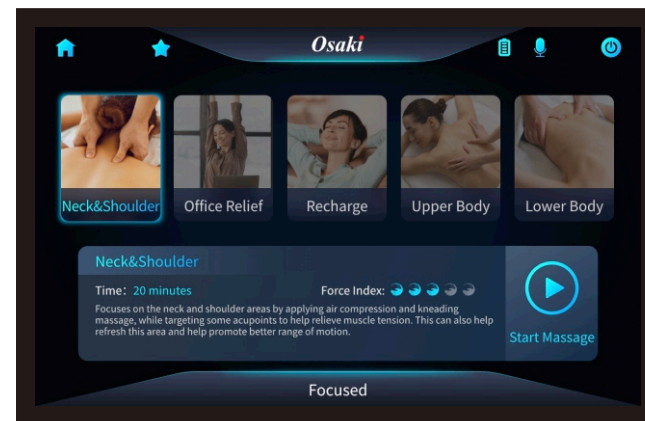 Osaki
Neck&Shoulder
Office Relief
Recharge
Upper Body
Lower Body
Neck&Shoulder
Time: 20 minutes
Force Index:
Focuses on the neck and shoulder areas by applying air compression and kneading
massage, while targeting some acupoints to help relieve muscle tension. This can also help
refresh this area and help promote better range of motion.
Start Massage
Focused